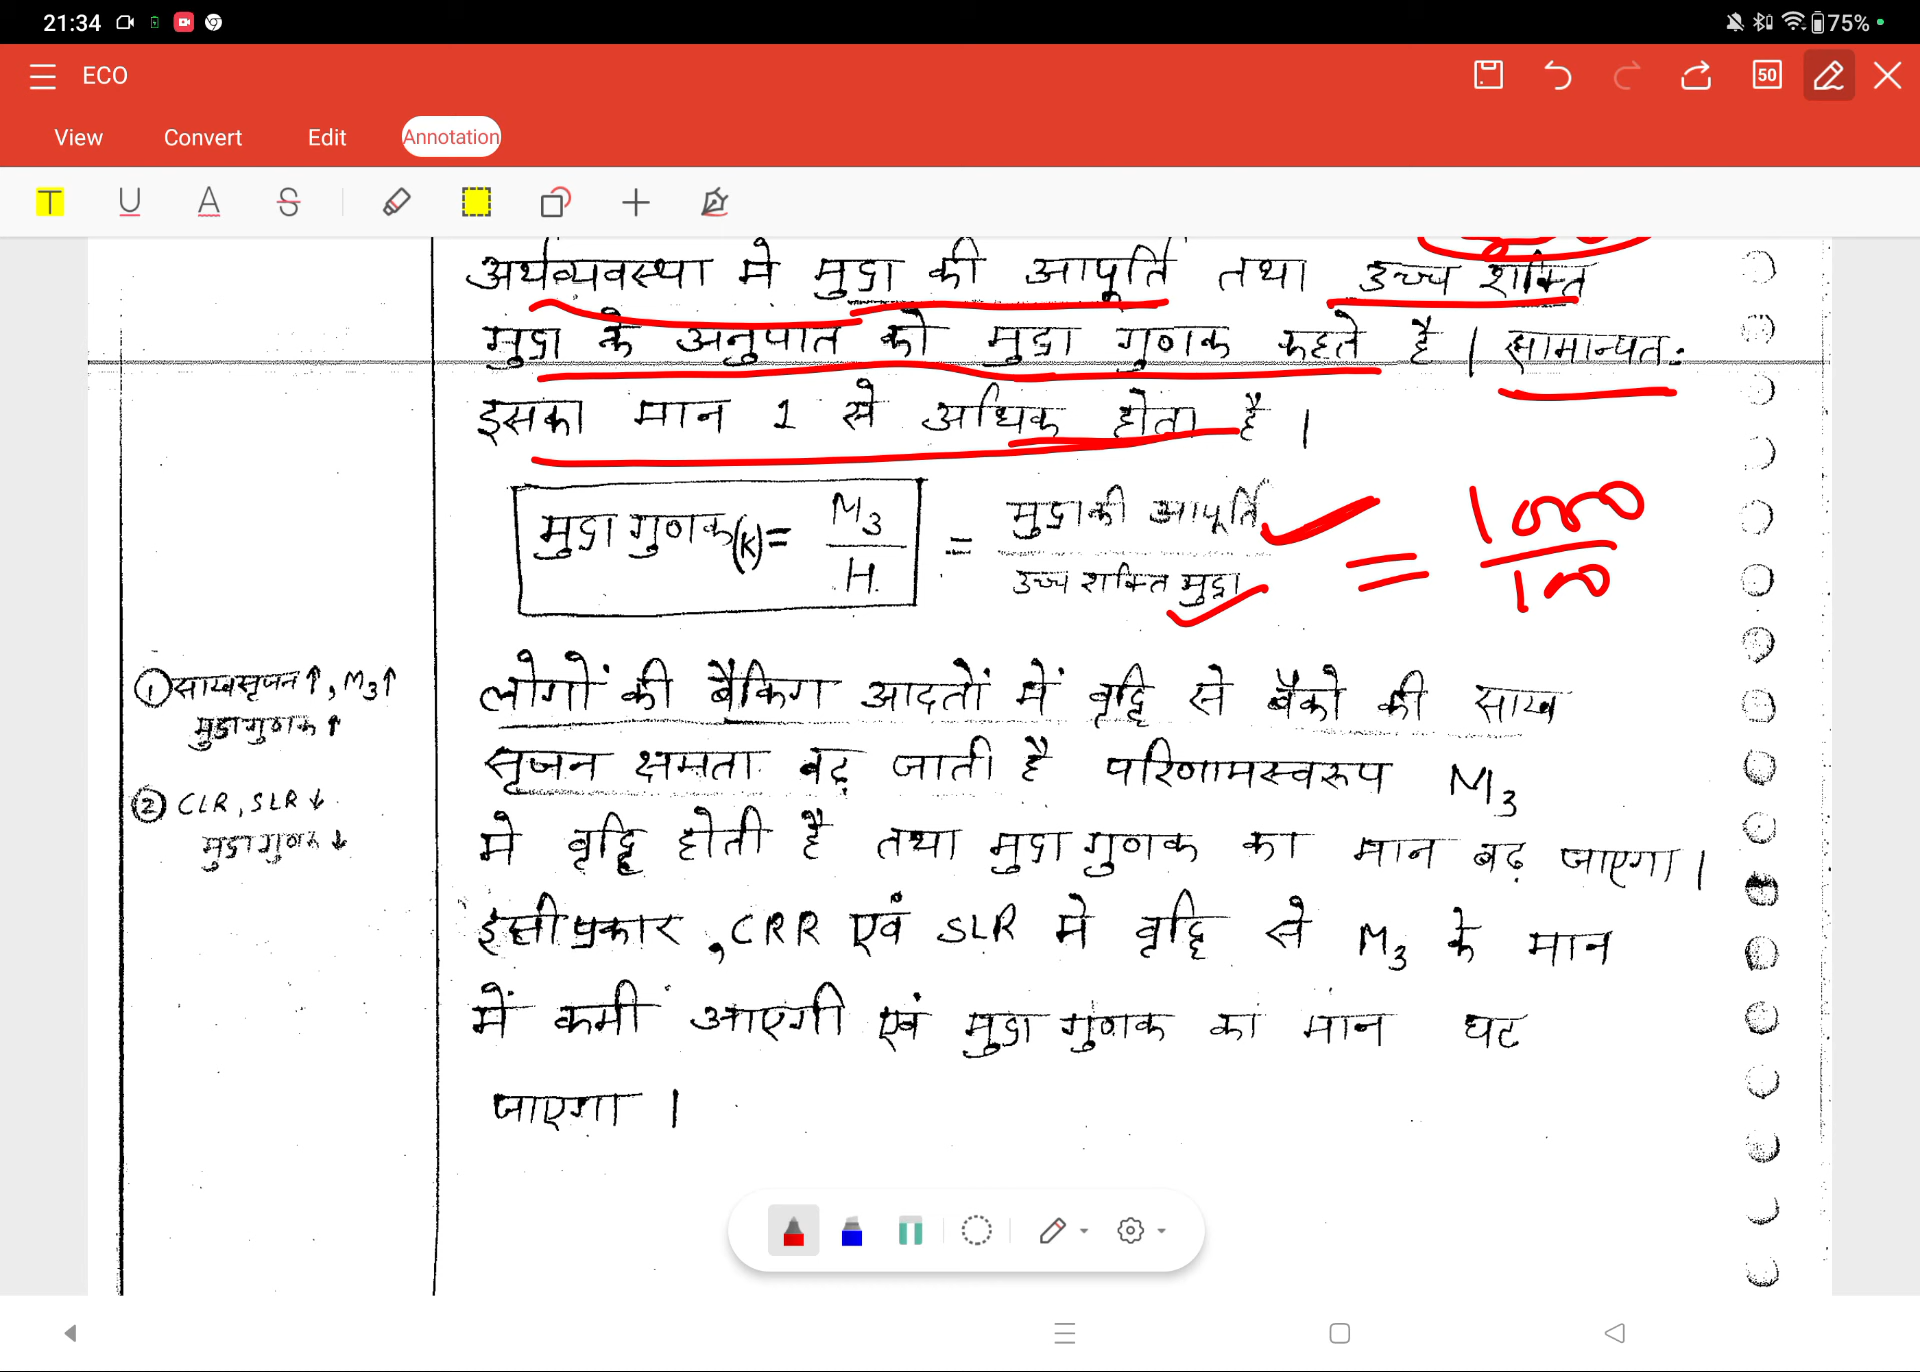 21:34
75%
ECO
50
View Convert Edit Annotation
T U A S
अर्थव्यवस्था मे मुद्रा की आपूर्ति तथा उच्च शक्ति
मुद्रा के अनुपात को मुद्रा गुणक कहते है । सामान्यतः
इसका मान 1 से अधिक होता है ।
मुद्रा गुणक(K) = M3 / H = मुद्रा की आपूर्ति / उच्च शक्ति मुद्रा = 1000 / 100
① साखसृजन ↑, M3 ↑
मुद्रा गुणक ↑
② CLR, SLR ↓
मुद्रा गुणक ↓
लोगों की बैंकिग आदतों में वृद्दि से बैंको की साख
सृजन क्षमता बढ़ जाती है परिणामस्वरूप M3
मे वृद्दि होती है तथा मुद्रा गुणक का मान बढ़ जाएगा ।
इसी प्रकार , CRR एवं SLR मे वृद्दि से M3 के मान
में कमी आएगी एवं मुद्रा गुणक का मान घट
जाएगा ।